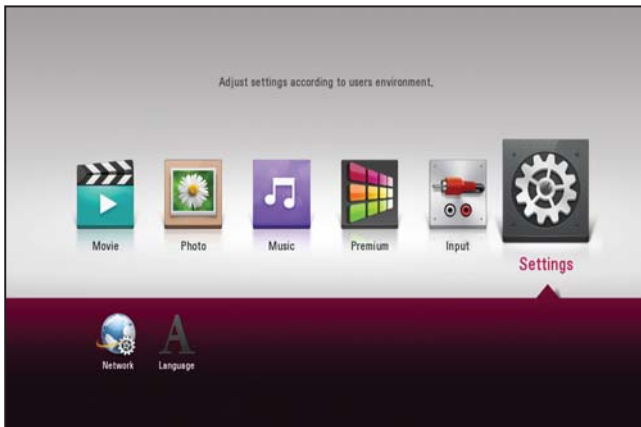 Adjust settings according to users environment.
Movie
Photo
Music
Premium
Input
Settings
Network
Language